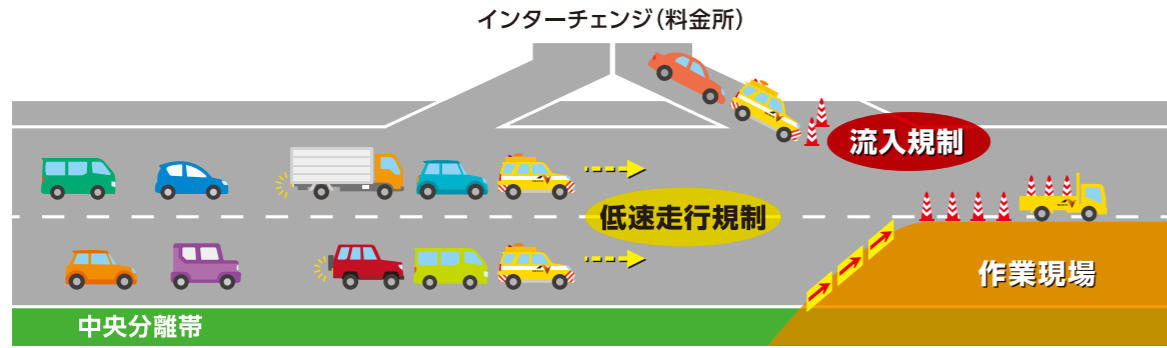 インターチェンジ（料金所）
流入規制
低速走行規制
作業現場
中央分離帯